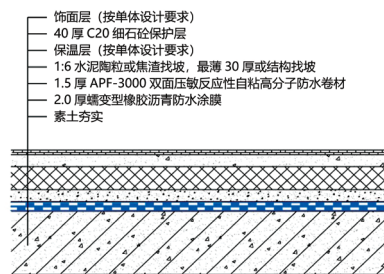 饰面层（按单体设计要求）
40 厚 C20 细石砼保护层
保温层（按单体设计要求）
1:6 水泥陶粒或焦渣找坡，最薄 30 厚或结构找坡
1.5 厚 APF-3000 双面压敏反应性自粘高分子防水卷材
2.0 厚蠕变型橡胶沥青防水涂膜
素土夯实